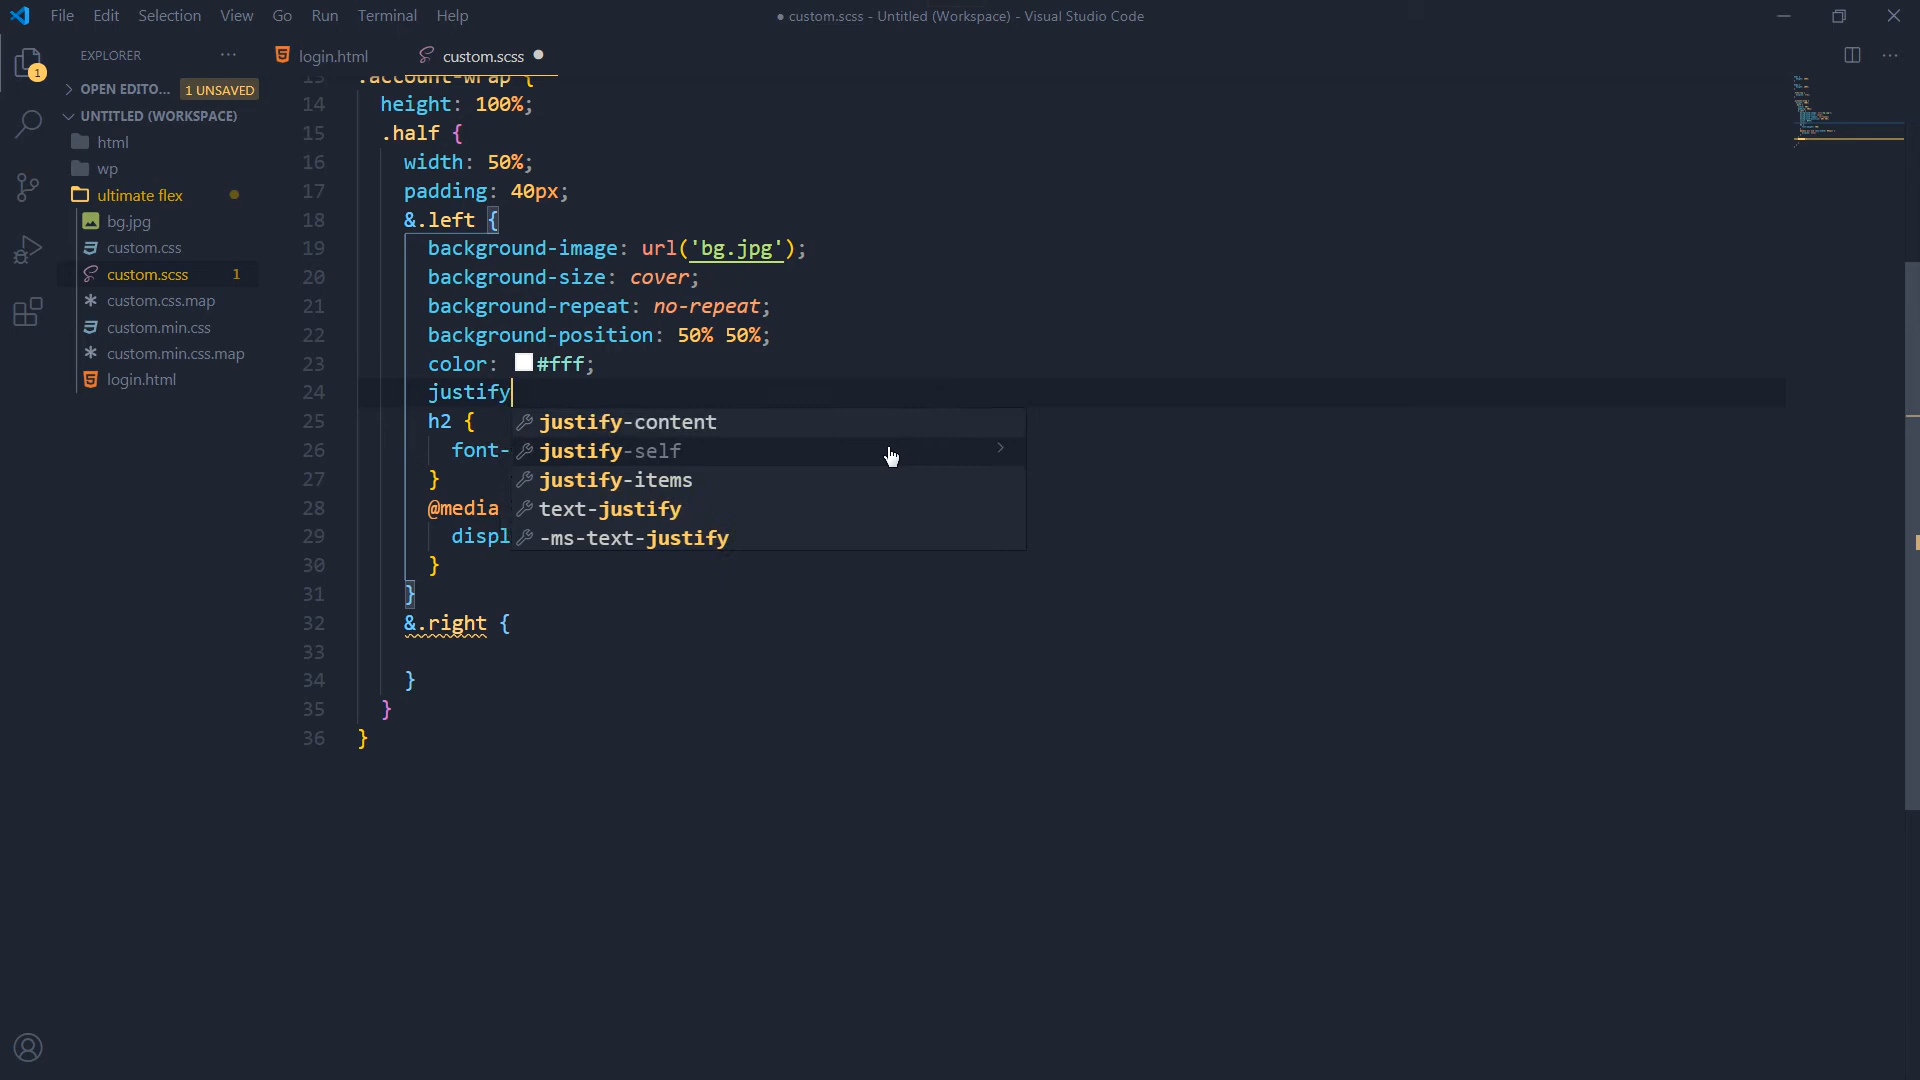 File Edit Selection View Go Run Terminal Help
● custom.scss - Untitled (Workspace) - Visual Studio Code
1
EXPLORER ···
OPEN EDITO... 1 UNSAVED
UNTITLED (WORKSPACE)
html
wp
ultimate flex
bg.jpg
custom.css
custom.scss 1
custom.css.map
custom.min.css
custom.min.css.map
login.html
login.html custom.scss
13 .account-wrap {
14 height: 100%;
15 .half {
16 width: 50%;
17 padding: 40px;
18 &.left {
19 background-image: url('bg.jpg');
20 background-size: cover;
21 background-repeat: no-repeat;
22 background-position: 50% 50%;
23 color: #fff;
24 justify
25 h2 {
26 font-
27 }
28 @media
29 displ
30 }
31 }
32 &.right {
33
34 }
35 }
36 }
justify-content
justify-self
justify-items
text-justify
-ms-text-justify